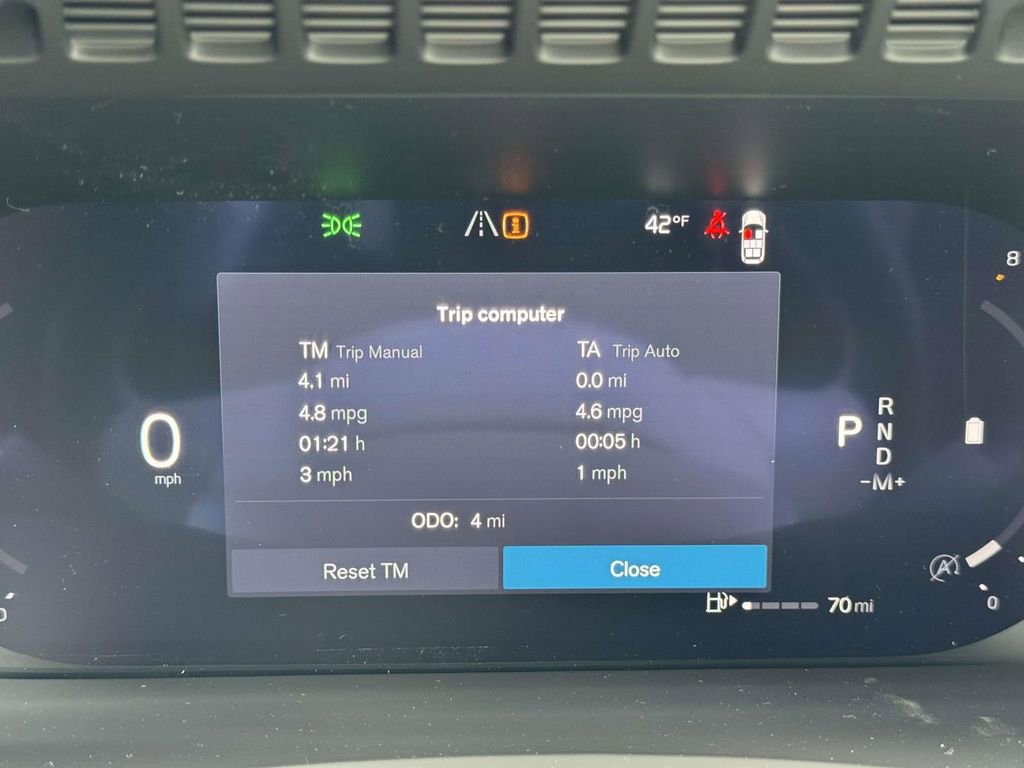 42°F
8
Trip computer
TM Trip Manual
TA Trip Auto
4.1 mi
0.0 mi
4.8 mpg
4.6 mpg
01:21 h
00:05 h
3 mph
1 mph
ODO: 4 mi
Reset TM
Close
0
mph
P
R
N
D
-M+
A
70 mi
0
0